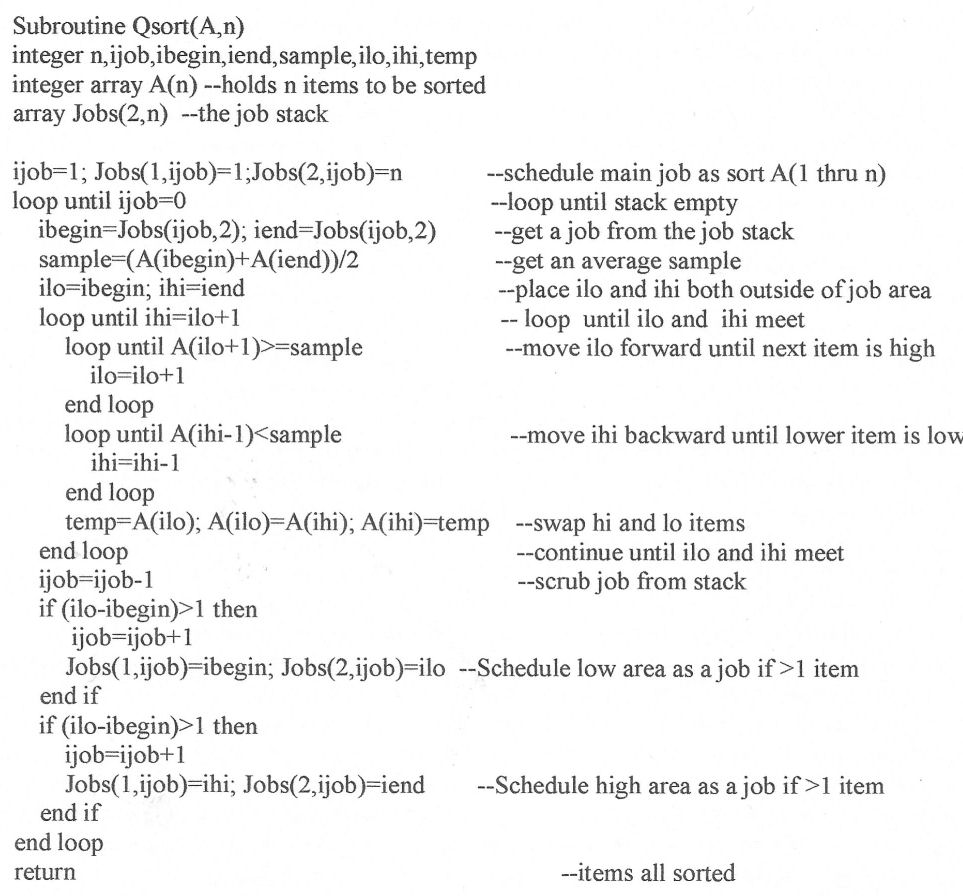 Subroutine Qsort(A,n)
integer n,ijob,ibegin,iend,sample,ilo,ihi,temp
integer array A(n) --holds n items to be sorted
array Jobs(2,n) --the job stack
ijob=1; Jobs(1,ijob)=1;Jobs(2,ijob)=n --schedule main job as sort A(1 thru n)
loop until ijob=0 --loop until stack empty
ibegin=Jobs(ijob,2); iend=Jobs(ijob,2) --get a job from the job stack
sample=(A(ibegin)+A(iend))/2 --get an average sample
ilo=ibegin; ihi=iend --place ilo and ihi both outside of job area
loop until ihi=ilo+1 -- loop until ilo and ihi meet
loop until A(ilo+1)>=sample --move ilo forward until next item is high
ilo=ilo+1
end loop
loop until A(ihi-1)<sample --move ihi backward until lower item is low
ihi=ihi-1
end loop
temp=A(ilo); A(ilo)=A(ihi); A(ihi)=temp --swap hi and lo items
end loop --continue until ilo and ihi meet
ijob=ijob-1 --scrub job from stack
if (ilo-ibegin)>1 then
ijob=ijob+1
Jobs(1,ijob)=ibegin; Jobs(2,ijob)=ilo --Schedule low area as a job if >1 item
end if
if (ilo-ibegin)>1 then
ijob=ijob+1
Jobs(1,ijob)=ihi; Jobs(2,ijob)=iend --Schedule high area as a job if >1 item
end if
end loop
return --items all sorted